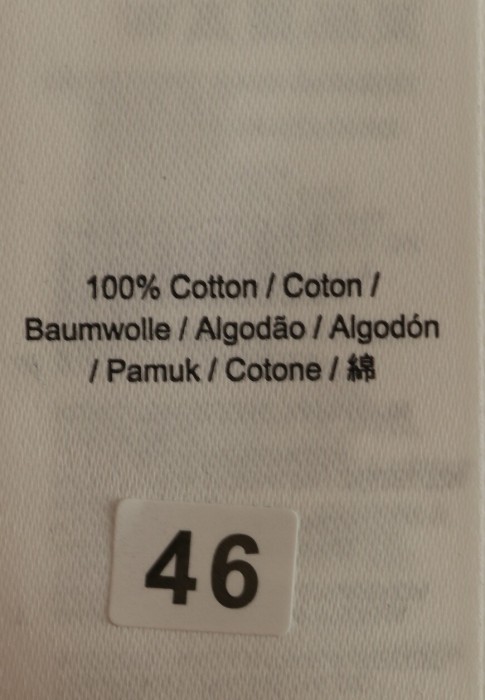 100% Cotton / Coton /
Baumwolle / Algodão / Algodón
/ Pamuk / Cotone / 綿
46